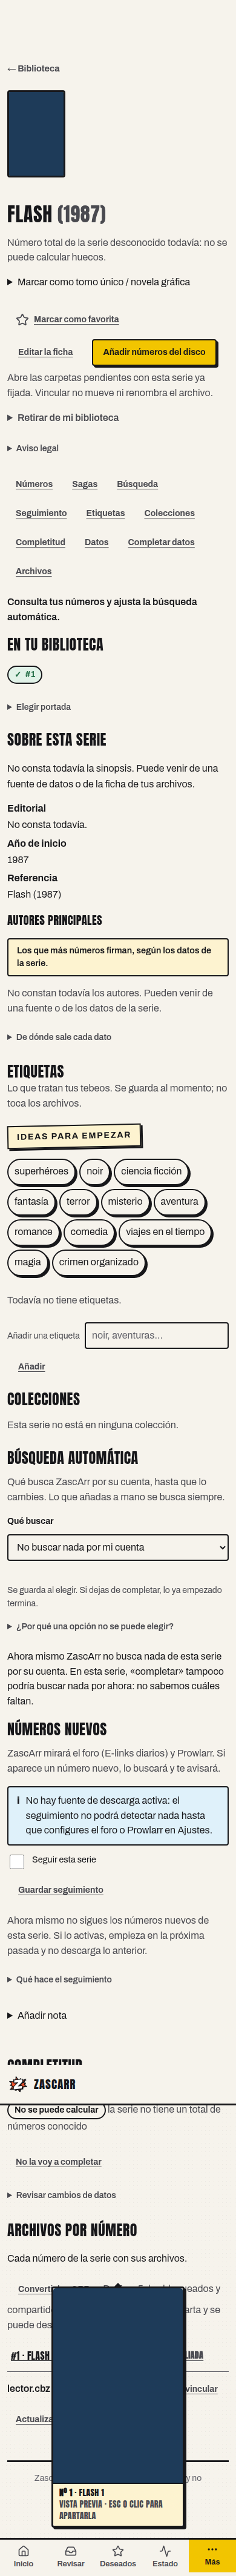 ← Biblioteca
FLASH (1987)
Número total de la serie desconocido todavía: no se
puede calcular huecos.
▶ Marcar como tomo único / novela gráfica
Marcar como favorita
Editar la ficha
Añadir números del disco
Abre las carpetas pendientes con esta serie ya
fijada. Vincular no mueve ni renombra el archivo.
▶ Retirar de mi biblioteca
▶ Aviso legal
Números Sagas Búsqueda
Seguimiento Etiquetas Colecciones
Completitud Datos Completar datos
Archivos
Consulta tus números y ajusta la búsqueda
automática.
EN TU BIBLIOTECA
✓ #1
▶ Elegir portada
SOBRE ESTA SERIE
No consta todavía la sinopsis. Puede venir de una
fuente de datos o de la ficha de tus archivos.
Editorial
No consta todavía.
Año de inicio
1987
Referencia
Flash (1987)
AUTORES PRINCIPALES
Los que más números firman, según los datos de
la serie.
No constan todavía los autores. Pueden venir de
una fuente o de los datos de la serie.
▶ De dónde sale cada dato
ETIQUETAS
Lo que tratan tus tebeos. Se guarda al momento; no
toca los archivos.
IDEAS PARA EMPEZAR
superhéroes noir ciencia ficción
fantasía terror misterio aventura
romance comedia viajes en el tiempo
magia crimen organizado
Todavía no tiene etiquetas.
Añadir una etiqueta noir, aventuras…
Añadir
COLECCIONES
Esta serie no está en ninguna colección.
BÚSQUEDA AUTOMÁTICA
Qué busca ZascArr por su cuenta, hasta que lo
cambies. Lo que añadas a mano se busca siempre.
Qué buscar
No buscar nada por mi cuenta
Se guarda al elegir. Si dejas de completar, lo ya empezado
termina.
▶ ¿Por qué una opción no se puede elegir?
Ahora mismo ZascArr no busca nada de esta serie
por su cuenta. En esta serie, «completar» tampoco
podría buscar nada por ahora: no sabemos cuáles
faltan.
NÚMEROS NUEVOS
ZascArr mirará el foro (E-links diarios) y Prowlarr. Si
aparece un número nuevo, lo buscará y te avisará.
i No hay fuente de descarga activa: el
seguimiento no podrá detectar nada hasta
que configures el foro o Prowlarr en Ajustes.
Seguir esta serie
Guardar seguimiento
Ahora mismo no sigues los números nuevos de
esta serie. Si lo activas, empieza en la próxima
pasada y no descarga lo anterior.
▶ Qué hace el seguimiento
▶ Añadir nota
COMPLETITUD
ZASCARR
No se puede calcular la serie no tiene un total de
números conocido
No la voy a completar
▶ Revisar cambios de datos
ARCHIVOS POR NÚMERO
Cada número de la serie con sus archivos.
#1 · FLASH
lector.cbz
vincular
Nº 1 · FLASH 1
VISTA PREVIA · ESC O CLIC PARA
APARTARLA
Inicio Revisar Deseados Estado Más